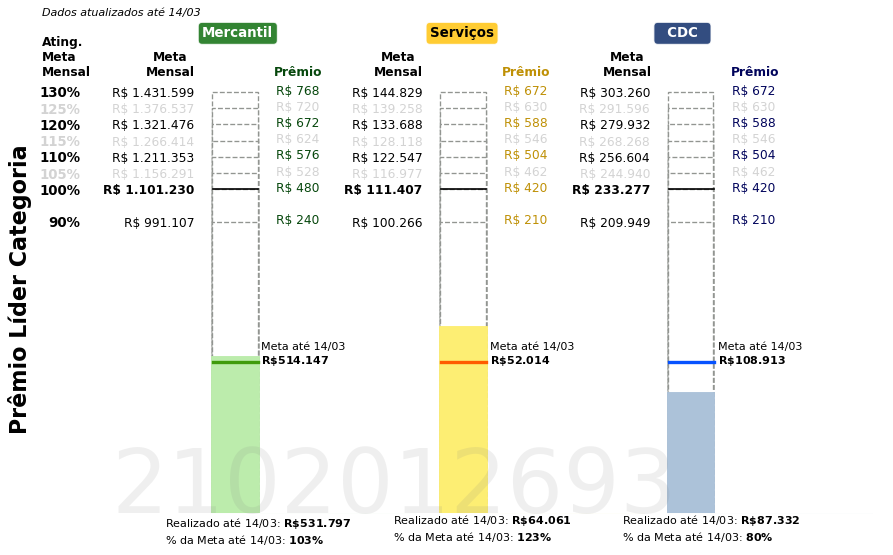 Dados atualizados até 14/03
Mercantil Serviços CDC
Ating. Meta Mensal
Meta Mensal Prêmio Meta Mensal Prêmio Meta Mensal Prêmio
130% R$ 1.431.599 R$ 768 R$ 144.829 R$ 672 R$ 303.260 R$ 672
125% R$ 1.376.537 R$ 720 R$ 139.258 R$ 630 R$ 291.596 R$ 630
120% R$ 1.321.476 R$ 672 R$ 133.688 R$ 588 R$ 279.932 R$ 588
115% R$ 1.266.414 R$ 624 R$ 128.118 R$ 546 R$ 268.268 R$ 546
110% R$ 1.211.353 R$ 576 R$ 122.547 R$ 504 R$ 256.604 R$ 504
105% R$ 1.156.291 R$ 528 R$ 116.977 R$ 462 R$ 244.940 R$ 462
100% R$ 1.101.230 R$ 480 R$ 111.407 R$ 420 R$ 233.277 R$ 420
90% R$ 991.107 R$ 240 R$ 100.266 R$ 210 R$ 209.949 R$ 210
Prêmio Líder Categoria
Meta até 14/03 Meta até 14/03 Meta até 14/03
R$514.147 R$52.014 R$108.913
2102012693
Realizado até 14/03: R$531.797 Realizado até 14/03: R$64.061 Realizado até 14/03: R$87.332
% da Meta até 14/03: 103% % da Meta até 14/03: 123% % da Meta até 14/03: 80%